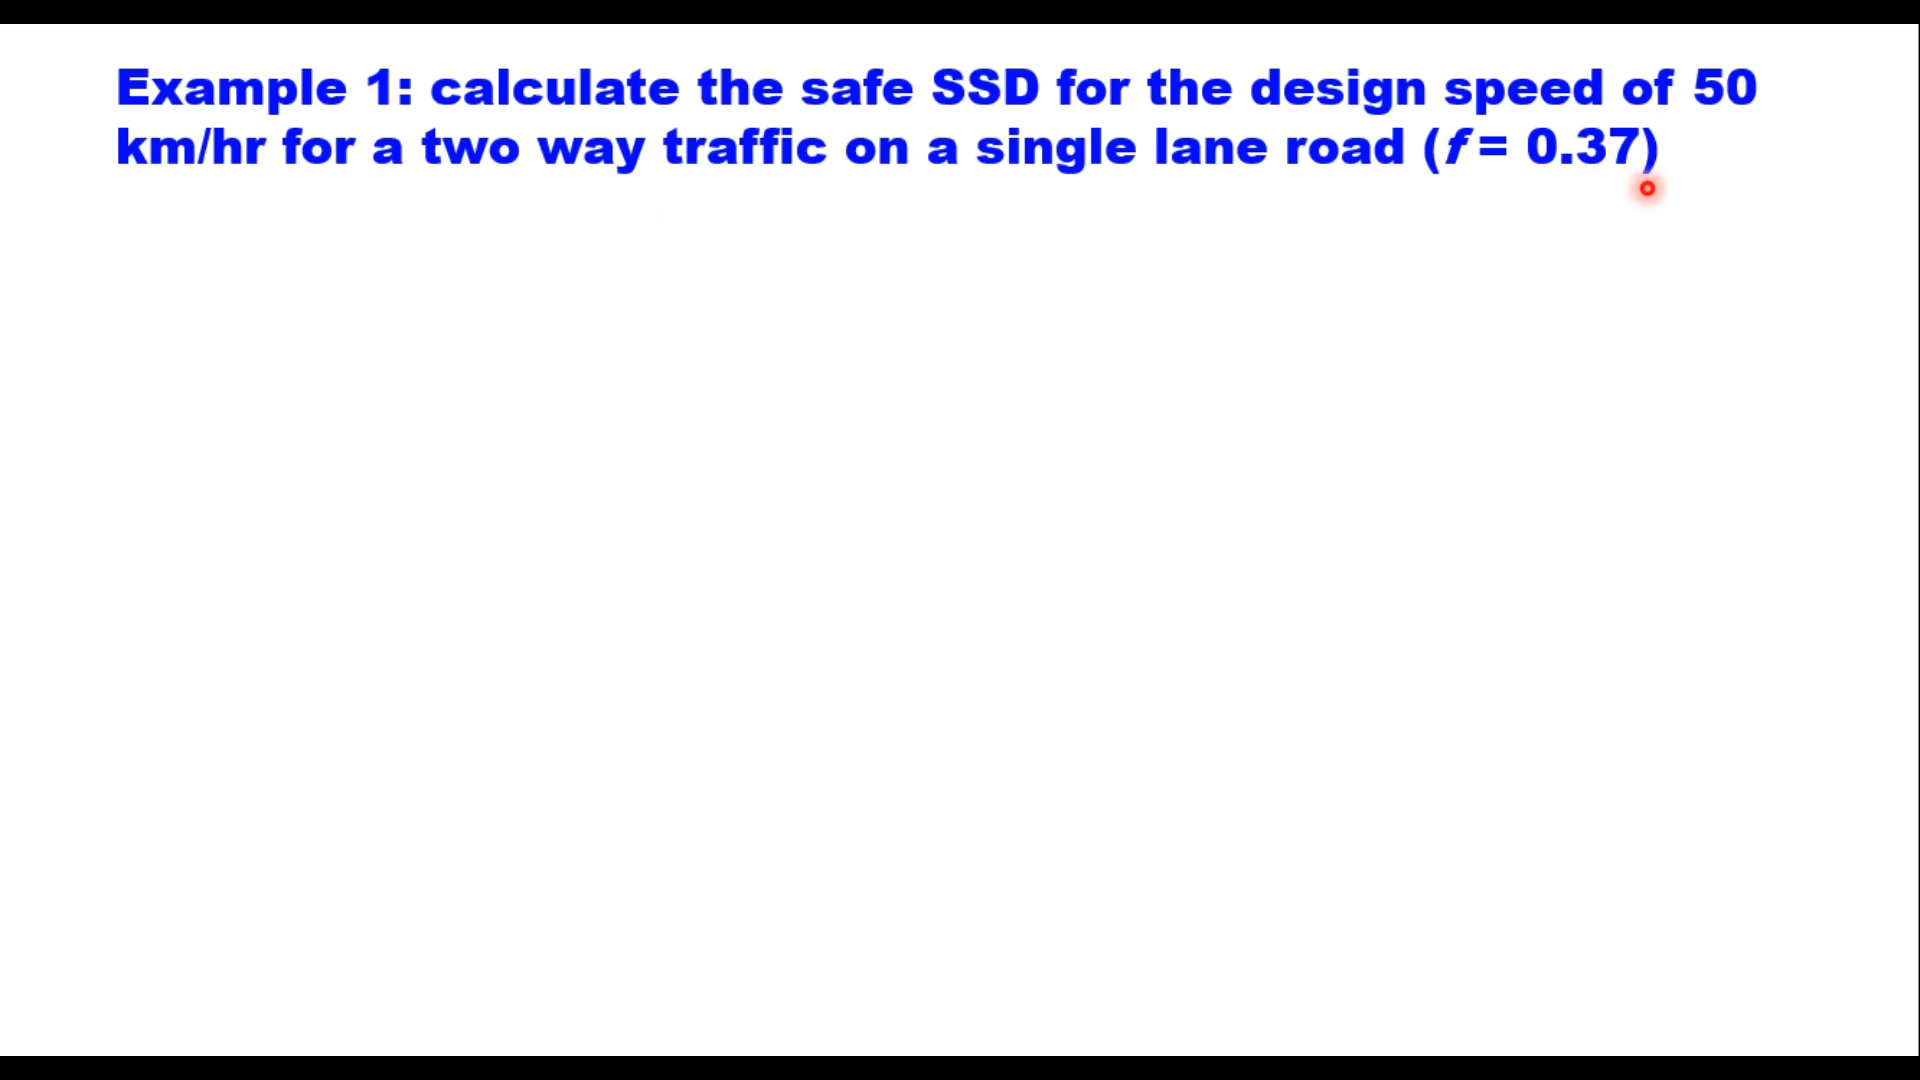 Example 1: calculate the safe SSD for the design speed of 50
km/hr for a two way traffic on a single lane road (f = 0.37)